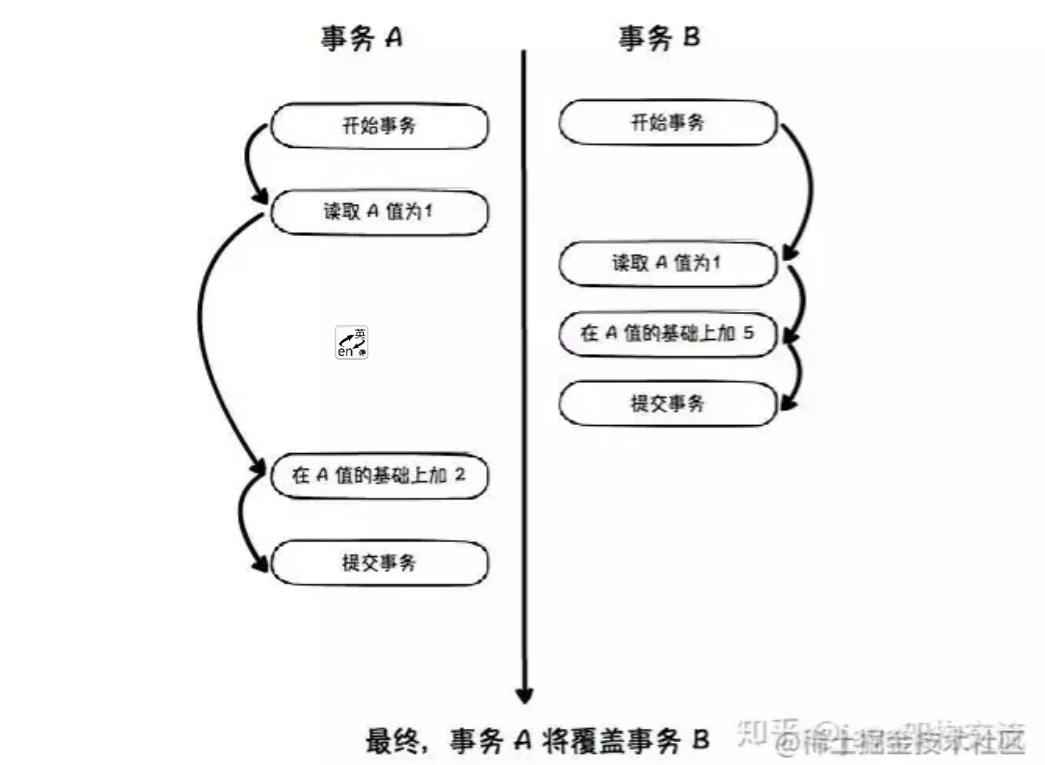 事务 A
事务 B
开始事务
读取 A 值为1
在 A 值的基础上加 2
提交事务
开始事务
读取 A 值为1
在 A 值的基础上加 5
提交事务
英
en
最终，事务 A 将覆盖事务 B
知乎
@稀土掘金技术社区